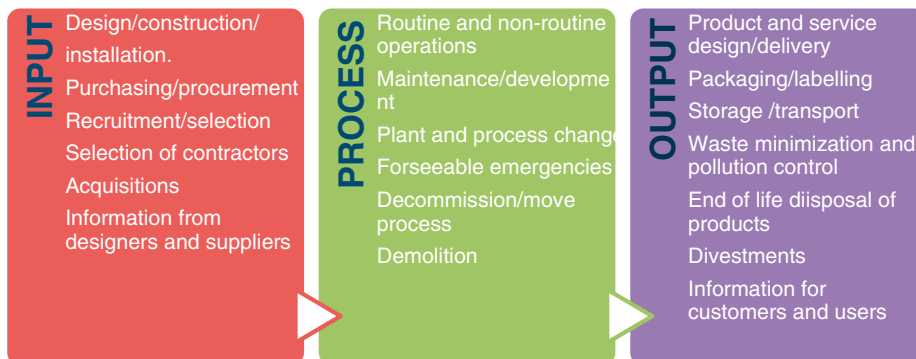 INPUT
Design/construction/
installation.
Purchasing/procurement
Recruitment/selection
Selection of contractors
Acquisitions
Information from
designers and suppliers
PROCESS
Routine and non-routine
operations
Maintenance/developme
nt
Plant and process change
Forseeable emergencies
Decommission/move
process
Demolition
OUTPUT
Product and service
design/delivery
Packaging/labelling
Storage /transport
Waste minimization and
pollution control
End of life diisposal of
products
Divestments
Information for
customers and users